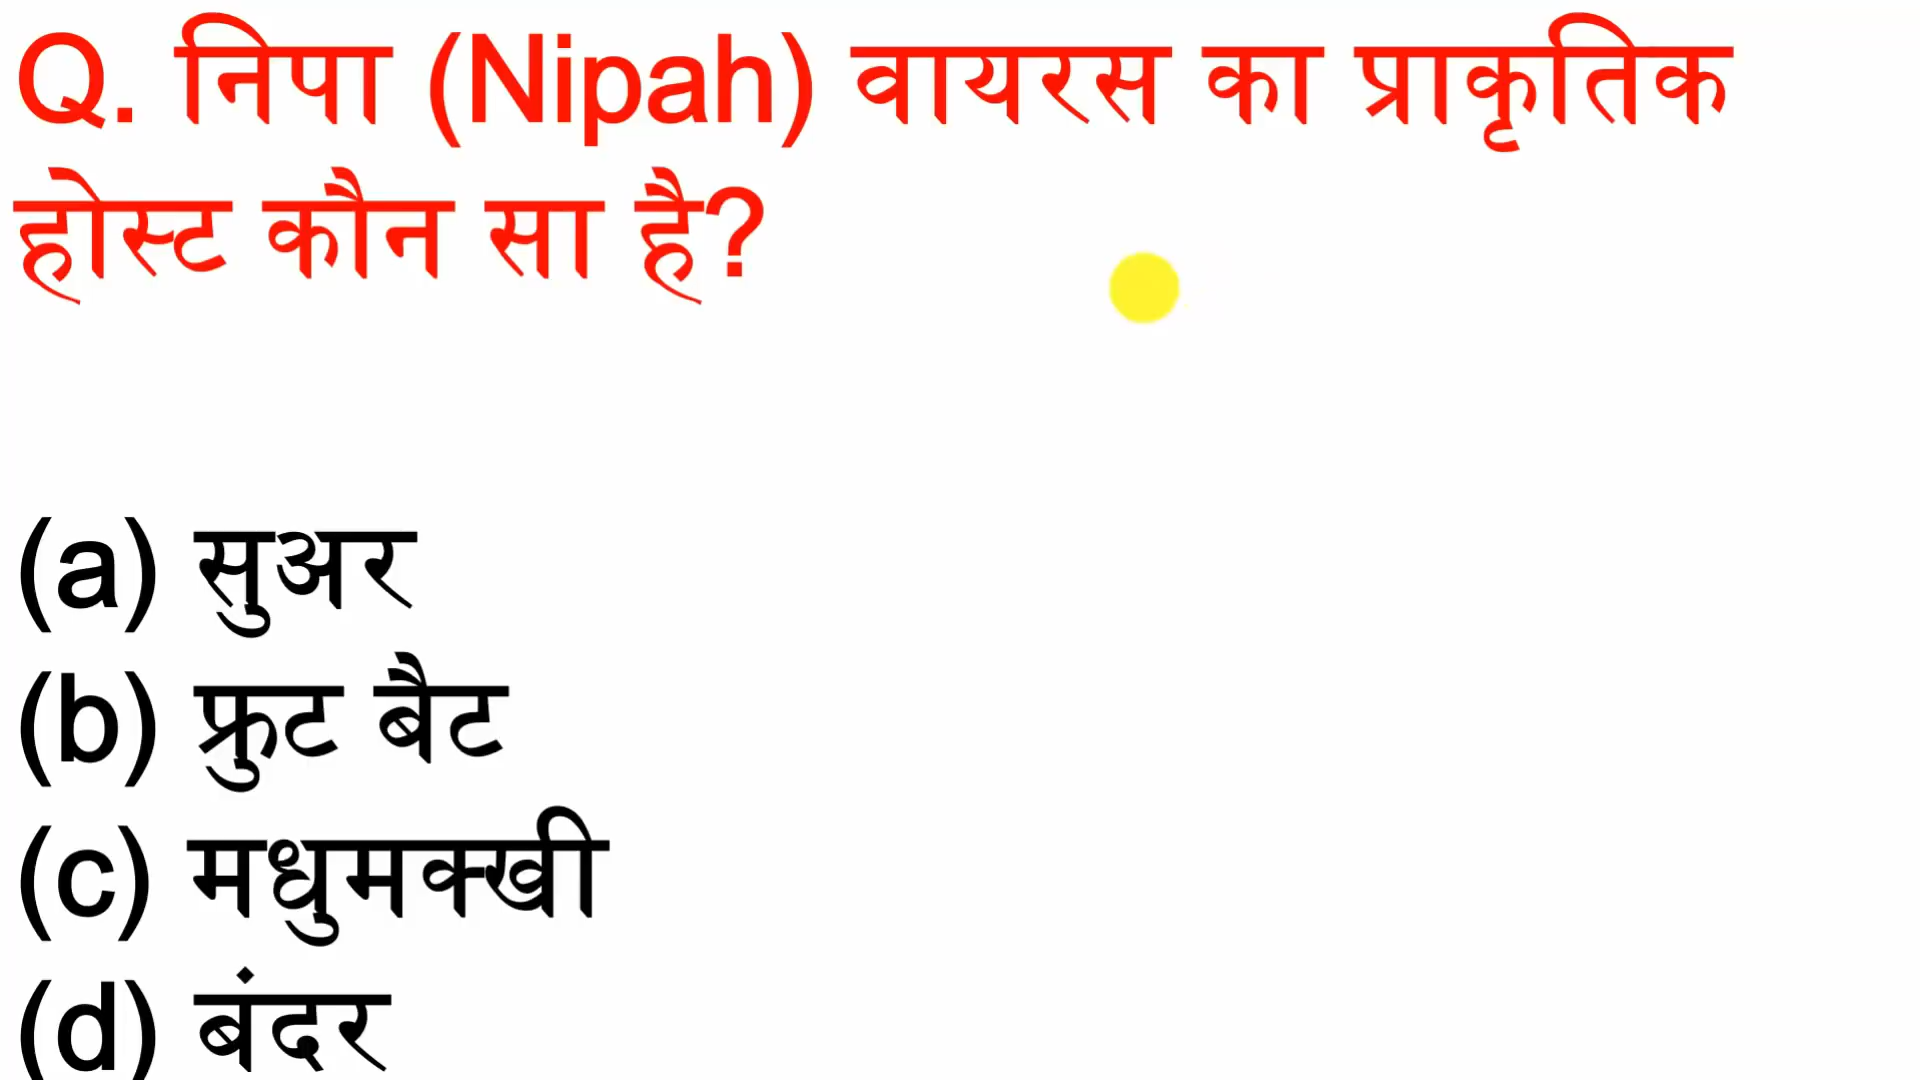 Q. निपा (Nipah) वायरस का प्राकृतिक
होस्ट कौन सा है?
(a) सुअर
(b) फ्रुट बैट
(c) मधुमक्खी
(d) बंदर